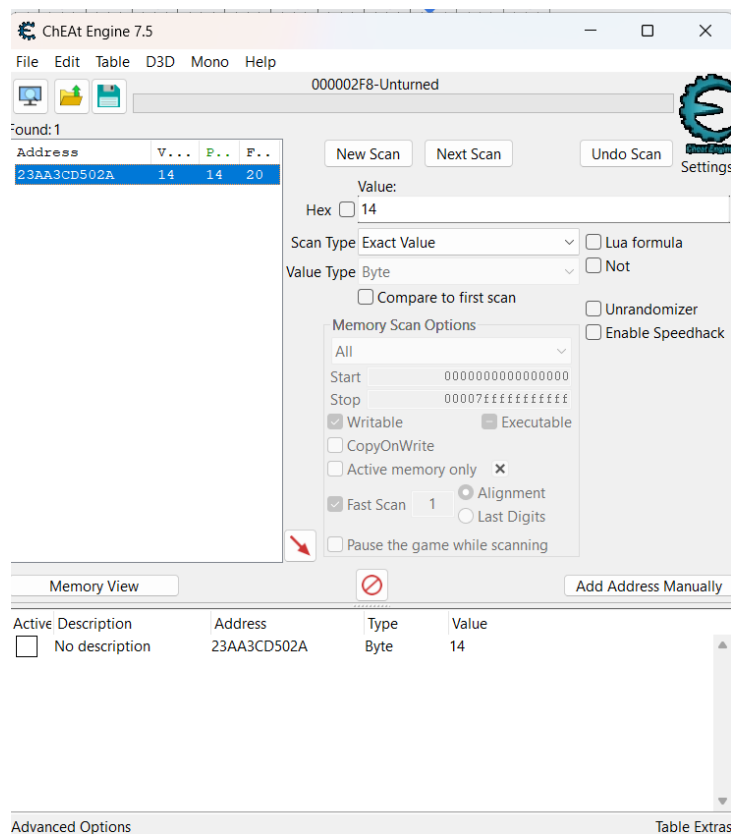 ChEAt Engine 7.5
File Edit Table D3D Mono Help
000002F8-Unturned
Found:1
Address V... P.. F..
23AA3CD502A 14 14 20
New Scan Next Scan Undo Scan
Settings
Value:
Hex 14
Scan Type Exact Value
Lua formula
Value Type Byte
Not
Compare to first scan
Unrandomizer
Enable Speedhack
Memory Scan Options
All
Start 0000000000000000
Stop 00007fffffffffff
Writable Executable
CopyOnWrite
Active memory only
Fast Scan 1 Alignment
Last Digits
Pause the game while scanning
Memory View Add Address Manually
Active Description Address Type Value
No description 23AA3CD502A Byte 14
Advanced Options Table Extras